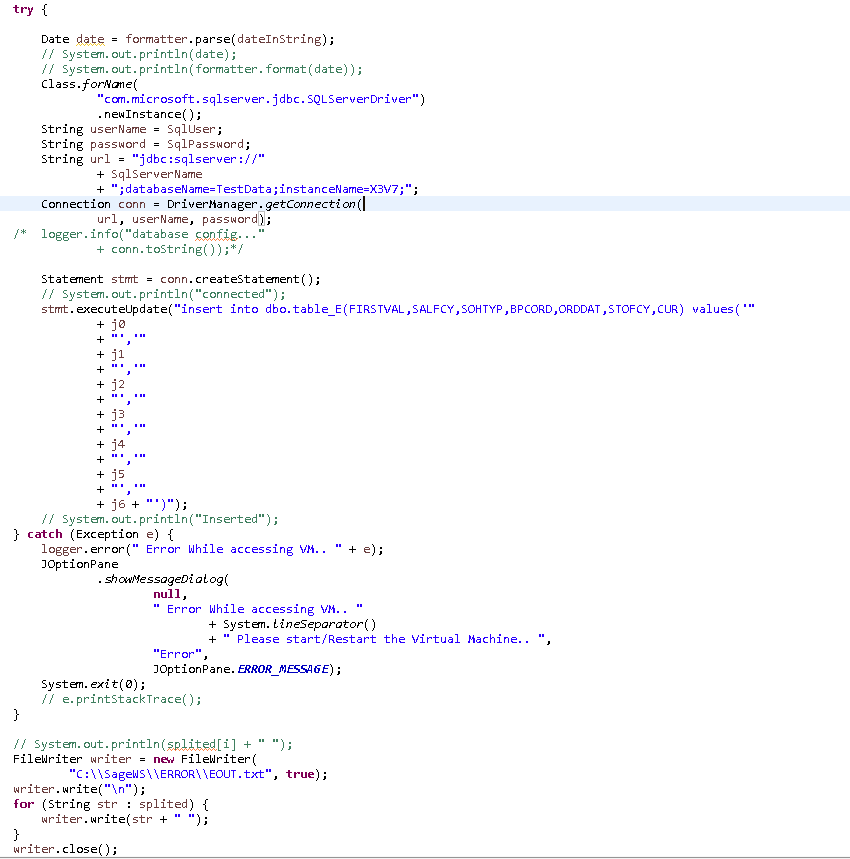 try {
Date date = formatter.parse(dateInString);
// System.out.println(date);
// System.out.println(formatter.format(date));
Class.forName(
"com.microsoft.sqlserver.jdbc.SQLServerDriver")
.newInstance();
String userName = SqlUser;
String password = SqlPassword;
String url = "jdbc:sqlserver://"
+ SqlServerName
+ ";databaseName=TestData;instanceName=X3V7;";
Connection conn = DriverManager.getConnection(
url, userName, password);
/* logger.info("database config..."
+ conn.toString());*/
Statement stmt = conn.createStatement();
// System.out.println("connected");
stmt.executeUpdate("insert into dbo.table_E(FIRSTVAL,SALFCY,SOHTYP,BPCORD,ORDDAT,STOFCY,CUR) values('"
+ j0
+ "','"
+ j1
+ "','"
+ j2
+ "','"
+ j3
+ "','"
+ j4
+ "','"
+ j5
+ "','"
+ j6 + "')");
// System.out.println("Inserted");
} catch (Exception e) {
logger.error(" Error While accessing VM.. " + e);
JOptionPane
.showMessageDialog(
null,
" Error While accessing VM.. "
+ System.lineSeparator()
+ " Please start/Restart the Virtual Machine.. ",
"Error",
JOptionPane.ERROR_MESSAGE);
System.exit(0);
// e.printStackTrace();
}
// System.out.println(splited[i] + " ");
FileWriter writer = new FileWriter(
"C:\\SageWS\\ERROR\\EOUT.txt", true);
writer.write("\n");
for (String str : splited) {
writer.write(str + " ");
}
writer.close();